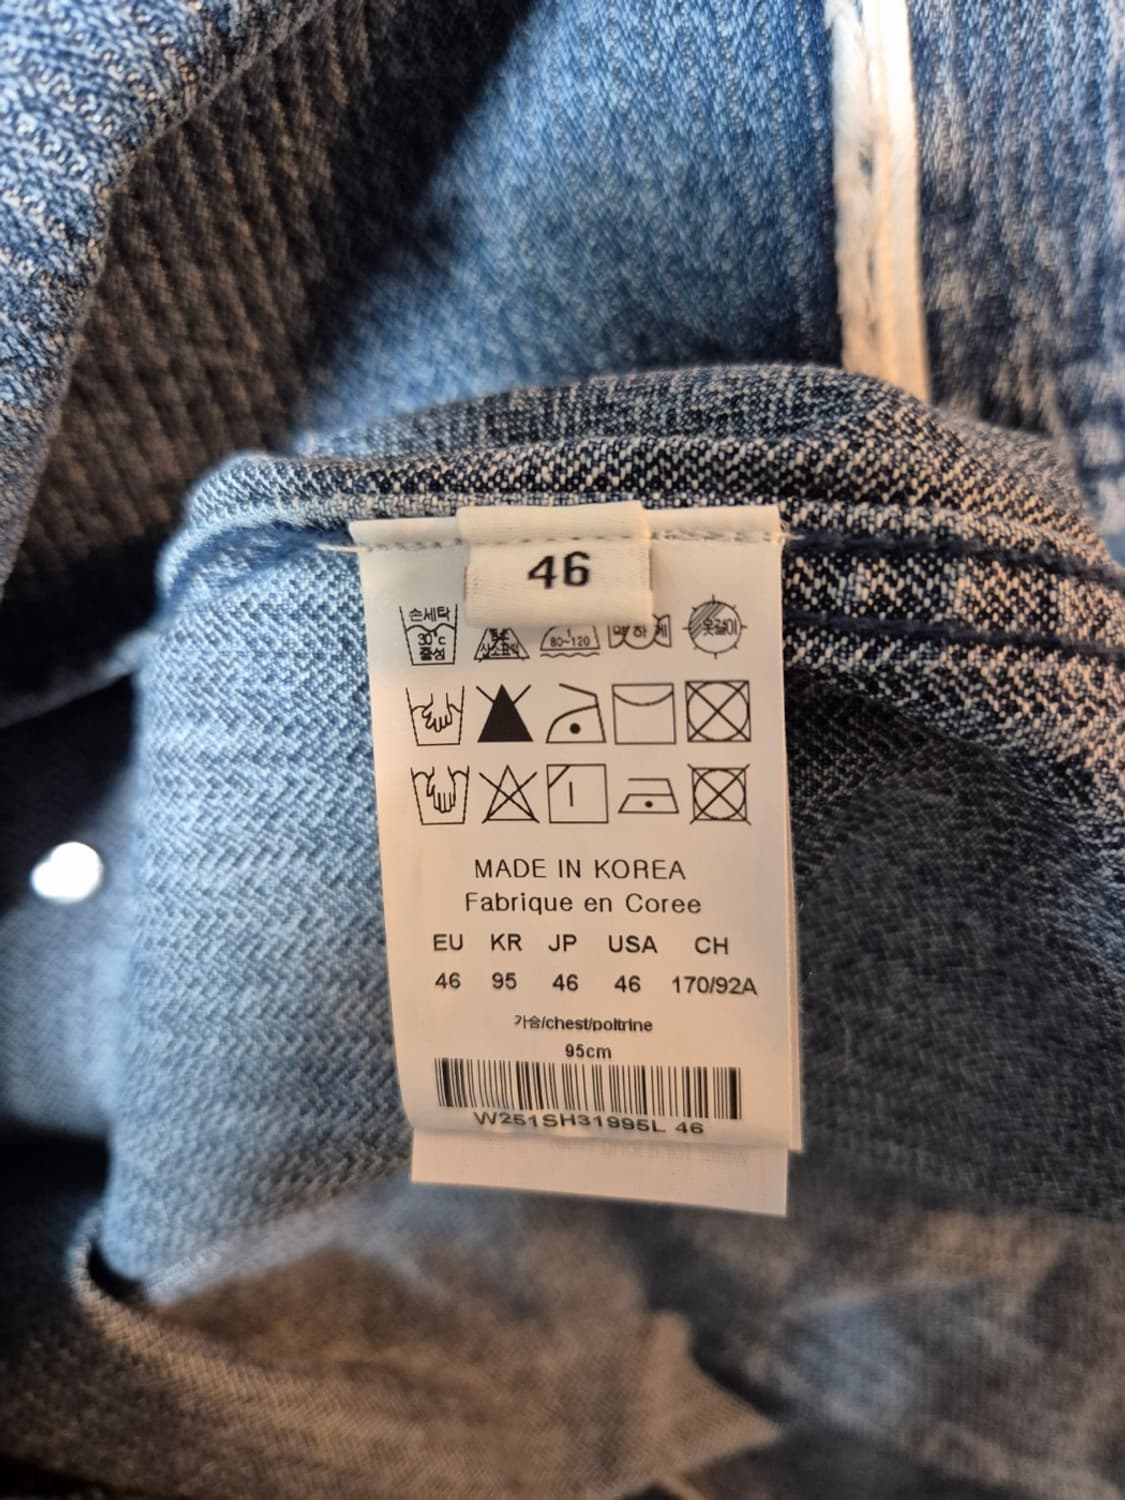 46
손세탁
30°c
중성
80~120
옷걸이
MADE IN KOREA
Fabrique en Coree
EU KR JP USA CH
46 95 46 46 170/92A
가슴/chest/poitrine
95cm
W251SH31995L 46